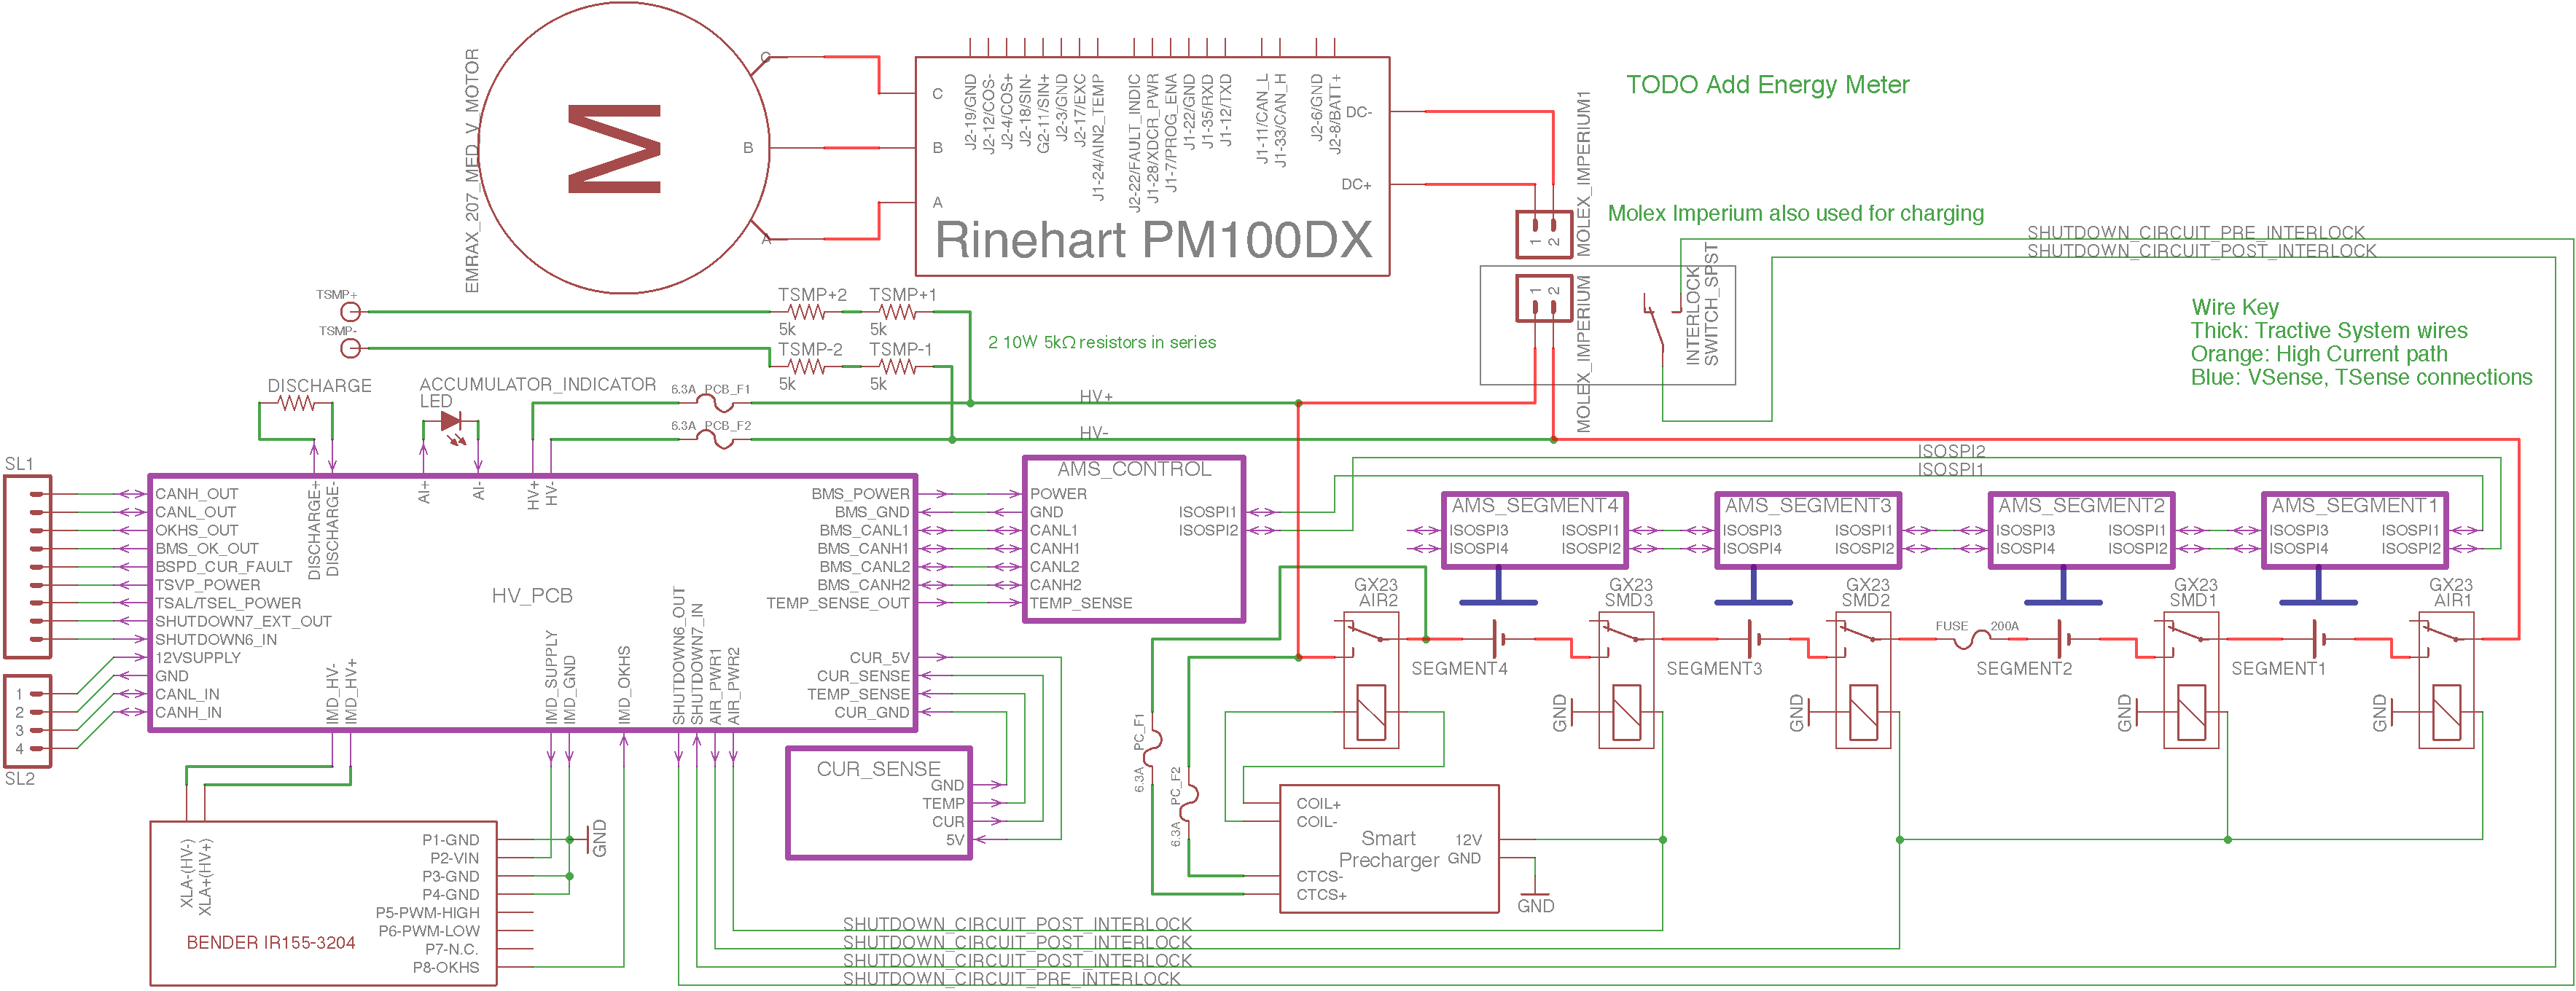 EMRAX_207_MED_V_MOTOR
M
C
B
A
C
B
A
J2-19/GND
J2-12/COS-
J2-4/COS+
J2-18/SIN-
G2-11/SIN+
J2-3/GND
J2-17/EXC
J1-24/AIN2_TEMP
J2-22/FAULT_INDIC
J1-28/XDCR_PWR
J1-7/PROG_ENA
J1-22/GND
J1-35/RXD
J1-12/TXD
J1-11/CAN_L
J1-33/CAN_H
J2-6/GND
J2-8/BATT+
DC-
DC+
Rinehart PM100DX
TODO Add Energy Meter
MOLEX_IMPERIUM1
1
2
Molex Imperium also used for charging
SHUTDOWN_CIRCUIT_PRE_INTERLOCK
SHUTDOWN_CIRCUIT_POST_INTERLOCK
MOLEX_IMPERIUM
1
2
INTERLOCK
SWITCH_SPST
Wire Key
Thick: Tractive System wires
Orange: High Current path
Blue: VSense, TSense connections
TSMP+
TSMP-
TSMP+2
5k
TSMP+1
5k
TSMP-2
5k
TSMP-1
5k
2 10W 5kΩ resistors in series
DISCHARGE
ACCUMULATOR_INDICATOR
LED
6.3A PCB_F1
6.3A PCB_F2
HV+
HV-
ISOSPI2
ISOSPI1
SL1
SL2
1
2
3
4
HV_PCB
CANH_OUT
CANL_OUT
OKHS_OUT
BMS_OK_OUT
BSPD_CUR_FAULT
TSVP_POWER
TSAL/TSEL_POWER
SHUTDOWN7_EXT_OUT
SHUTDOWN6_IN
12VSUPPLY
GND
CANL_IN
CANH_IN
DISCHARGE+
DISCHARGE-
AI+
AI-
HV+
HV-
BMS_POWER
BMS_GND
BMS_CANL1
BMS_CANH1
BMS_CANL2
BMS_CANH2
TEMP_SENSE_OUT
CUR_5V
CUR_SENSE
TEMP_SENSE
CUR_GND
IMD_HV-
IMD_HV+
IMD_SUPPLY
IMD_GND
IMD_OKHS
SHUTDOWN6_OUT
SHUTDOWN7_IN
AIR_PWR1
AIR_PWR2
AMS_CONTROL
POWER
GND
CANL1
CANH1
CANL2
CANH2
TEMP_SENSE
ISOSPI1
ISOSPI2
AMS_SEGMENT4
ISOSPI3
ISOSPI4
ISOSPI1
ISOSPI2
AMS_SEGMENT3
ISOSPI3
ISOSPI4
ISOSPI1
ISOSPI2
AMS_SEGMENT2
ISOSPI3
ISOSPI4
ISOSPI1
ISOSPI2
AMS_SEGMENT1
ISOSPI3
ISOSPI4
ISOSPI1
ISOSPI2
GX23
AIR2
GX23
SMD3
GX23
SMD2
GX23
SMD1
GX23
AIR1
SEGMENT4
SEGMENT3
FUSE
200A
SEGMENT2
SEGMENT1
GND
GND
GND
GND
6.3A PC_F1
6.3A PC_F2
CUR_SENSE
GND
TEMP
CUR
5V
COIL+
COIL-
Smart
Precharger
12V
GND
CTCS-
CTCS+
GND
XLA-(HV-)
XLA+(HV+)
P1-GND
P2-VIN
P3-GND
P4-GND
P5-PWM-HIGH
P6-PWM-LOW
P7-N.C.
P8-OKHS
BENDER IR155-3204
GND
SHUTDOWN_CIRCUIT_POST_INTERLOCK
SHUTDOWN_CIRCUIT_POST_INTERLOCK
SHUTDOWN_CIRCUIT_POST_INTERLOCK
SHUTDOWN_CIRCUIT_PRE_INTERLOCK